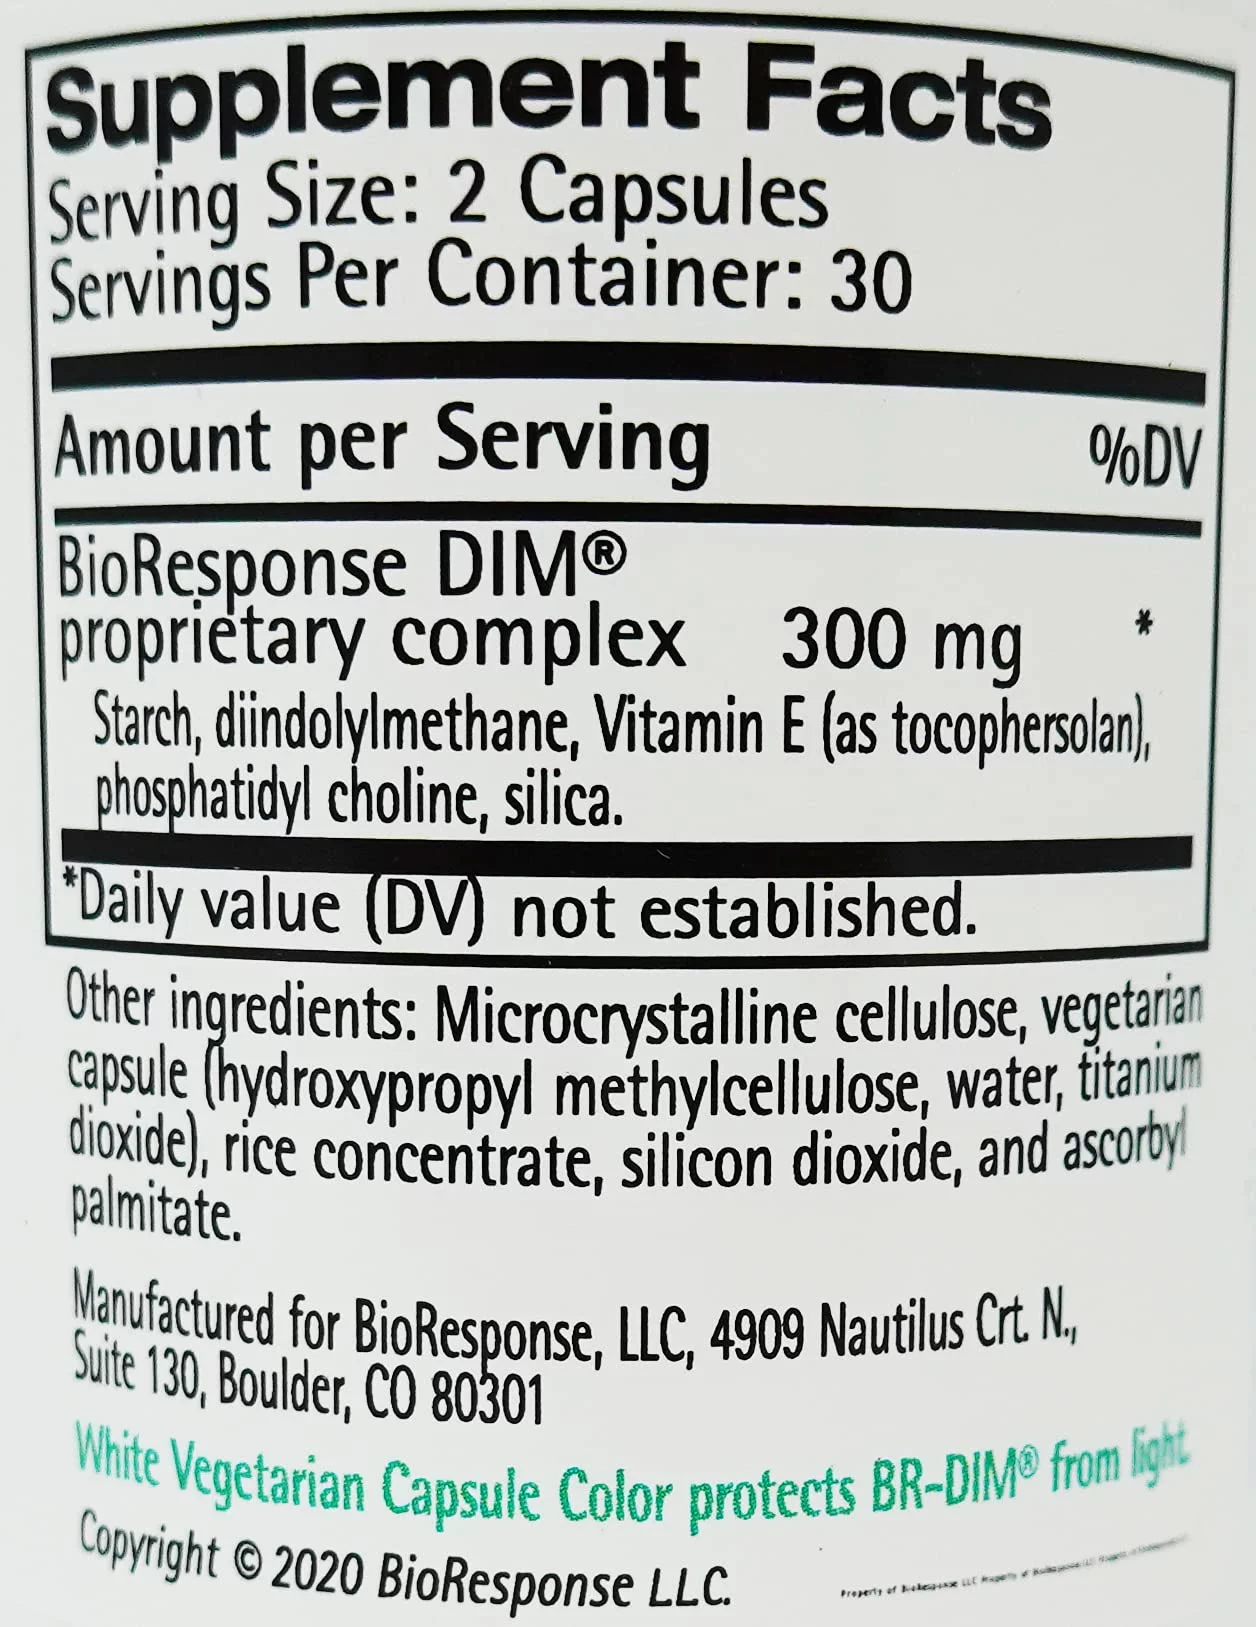 Supplement Facts
Serving Size: 2 Capsules
Servings Per Container: 30
Amount per Serving %DV
BioResponse DIM®
proprietary complex 300 mg *
Starch, diindolylmethane, Vitamin E (as tocophersolan),
phosphatidyl choline, silica.
*Daily value (DV) not established.
Other ingredients: Microcrystalline cellulose, vegetarian
capsule (hydroxypropyl methylcellulose, water, titanium
dioxide), rice concentrate, silicon dioxide, and ascorbyl
palmitate.
Manufactured for BioResponse, LLC, 4909 Nautilus Crt. N.,
Suite 130, Boulder, CO 80301
White Vegetarian Capsule Color protects BR-DIM® from light.
Copyright © 2020 BioResponse LLC.
Property of